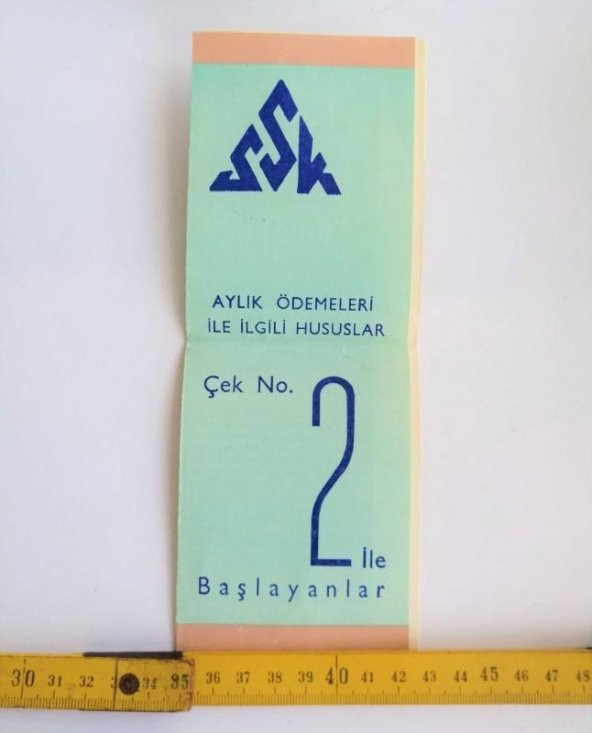 SSK
AYLIK ÖDEMELERİ
İLE İLGİLİ HUSUSLAR
Çek No.
2 İle
Başlayanlar
30 31 32 33 34 35 36 37 38 39 40 41 42 43 44 45 46 47 48